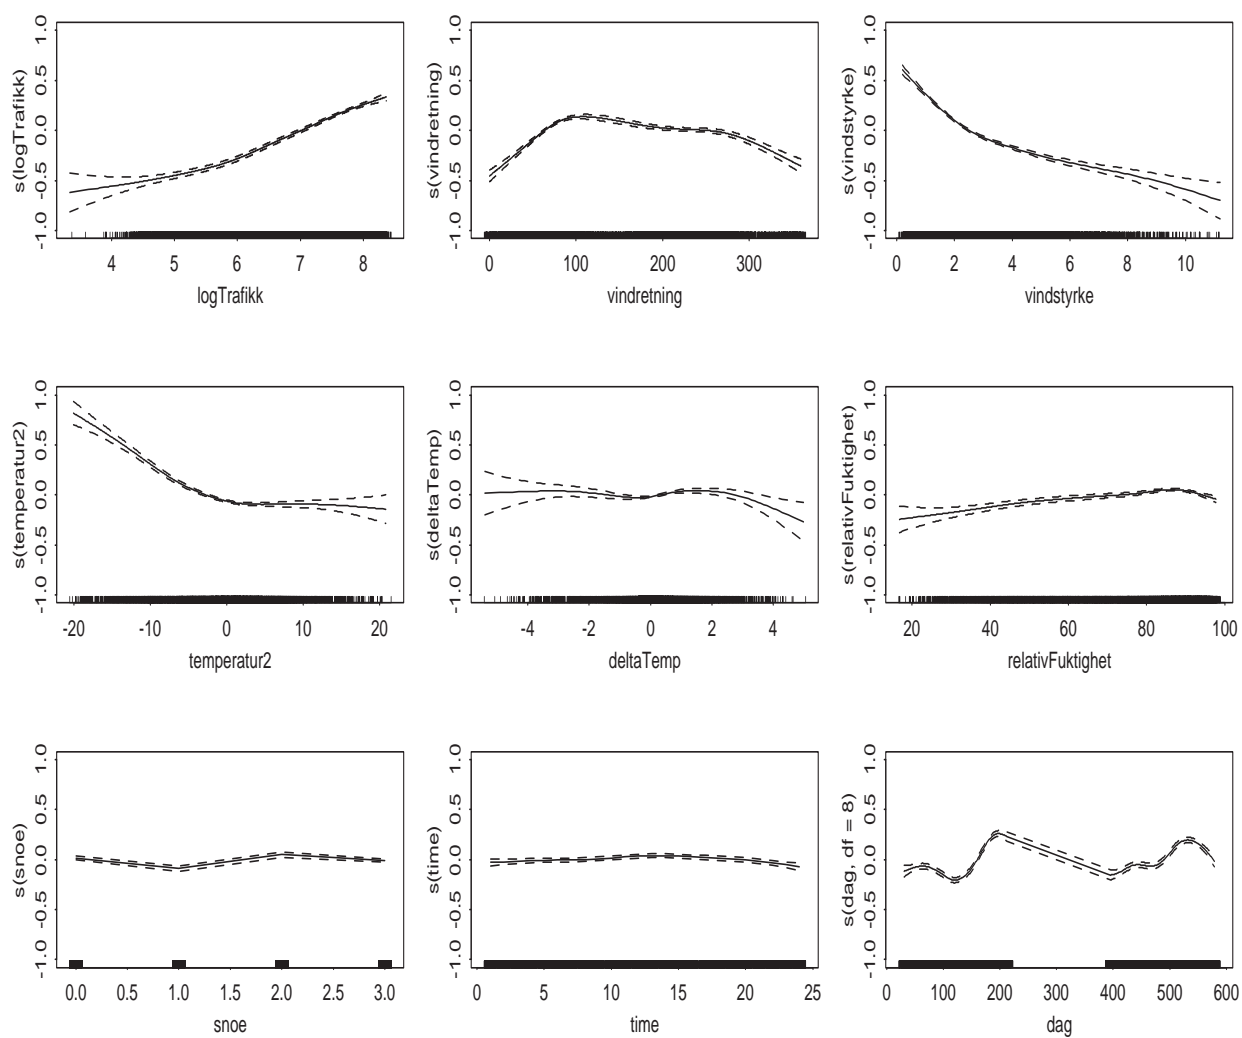 s(logTrafikk)
-1.0 -0.5 0.0 0.5 1.0
4 5 6 7 8
logTrafikk
s(vindretning)
-1.0 -0.5 0.0 0.5 1.0
0 100 200 300
vindretning
s(vindstyrke)
-1.0 -0.5 0.0 0.5 1.0
0 2 4 6 8 10
vindstyrke
s(temperatur2)
-1.0 -0.5 0.0 0.5 1.0
-20 -10 0 10 20
temperatur2
s(deltaTemp)
-1.0 -0.5 0.0 0.5 1.0
-4 -2 0 2 4
deltaTemp
s(relativFuktighet)
-1.0 -0.5 0.0 0.5 1.0
20 40 60 80 100
relativFuktighet
s(snoe)
-1.0 -0.5 0.0 0.5 1.0
0.0 0.5 1.0 1.5 2.0 2.5 3.0
snoe
s(time)
-1.0 -0.5 0.0 0.5 1.0
0 5 10 15 20 25
time
s(dag, df = 8)
-1.0 -0.5 0.0 0.5 1.0
0 100 200 300 400 500 600
dag